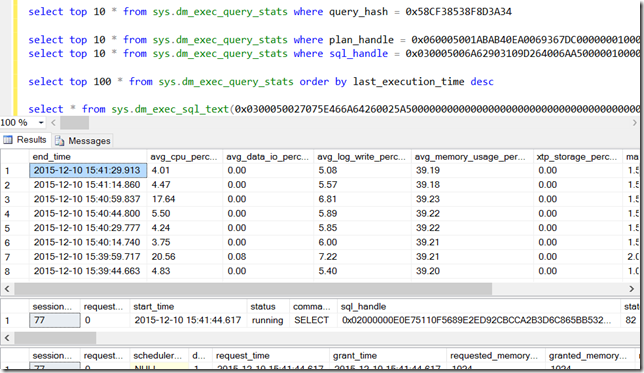 select top 10 * from sys.dm_exec_query_stats where query_hash = 0x58CF38538F8D3A34
select top 10 * from sys.dm_exec_query_stats where plan_handle = 0x060005001ABAB40EA0069367DC00000001000
select top 10 * from sys.dm_exec_query_stats where sql_handle = 0x030005006A62903109D264006AA50000010000
select top 100 * from sys.dm_exec_query_stats order by last_execution_time desc
select * from sys.dm_exec_sql_text(0x0300050027075E466A64260025A50000000000000000000000000000000000000000
100 %
Results Messages
end_time avg_cpu_perc... avg_data_io_perc... avg_log_write_perc... avg_memory_usage_per... xtp_storage_perc... ma
1 2015-12-10 15:41:29.913 4.01 0.00 5.08 39.19 0.00 1.5
2 2015-12-10 15:41:14.860 4.47 0.00 5.57 39.18 0.00 1.5
3 2015-12-10 15:40:59.837 17.64 0.00 6.81 39.23 0.00 1.5
4 2015-12-10 15:40:44.800 5.50 0.00 5.89 39.22 0.00 1.5
5 2015-12-10 15:40:29.777 4.24 0.00 5.85 39.22 0.00 1.5
6 2015-12-10 15:40:14.740 3.75 0.00 6.00 39.21 0.00 1.5
7 2015-12-10 15:39:59.717 20.56 0.08 7.22 39.21 0.00 2.0
8 2015-12-10 15:39:44.663 4.83 0.00 5.40 39.20 0.00 1.5
session... request... start_time status comma... sql_handle state
1 77 0 2015-12-10 15:41:44.617 running SELECT 0x02000000E0E75110F5689E2ED92CBCCA2B3D6C865BB532... 82
session... request... scheduler... d... request_time grant_time requested_memory... granted_memory...
1 77 0 NULL 1 2015-12-10 15:41:44.617 2015-12-10 15:41:44.617 1024 1024